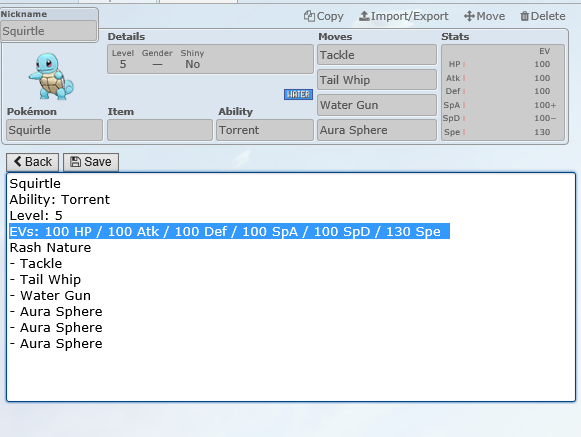 Nickname
Squirtle
Copy Import/Export Move Delete
Details
Level Gender Shiny
5 — No
WATER
Moves
Tackle
Tail Whip
Water Gun
Aura Sphere
Stats
EV
HP 100
Atk 100
Def 100
SpA 100+
SpD 100−
Spe 130
Pokémon Item Ability
Squirtle Torrent
Back Save
Squirtle
Ability: Torrent
Level: 5
EVs: 100 HP / 100 Atk / 100 Def / 100 SpA / 100 SpD / 130 Spe
Rash Nature
- Tackle
- Tail Whip
- Water Gun
- Aura Sphere
- Aura Sphere
- Aura Sphere